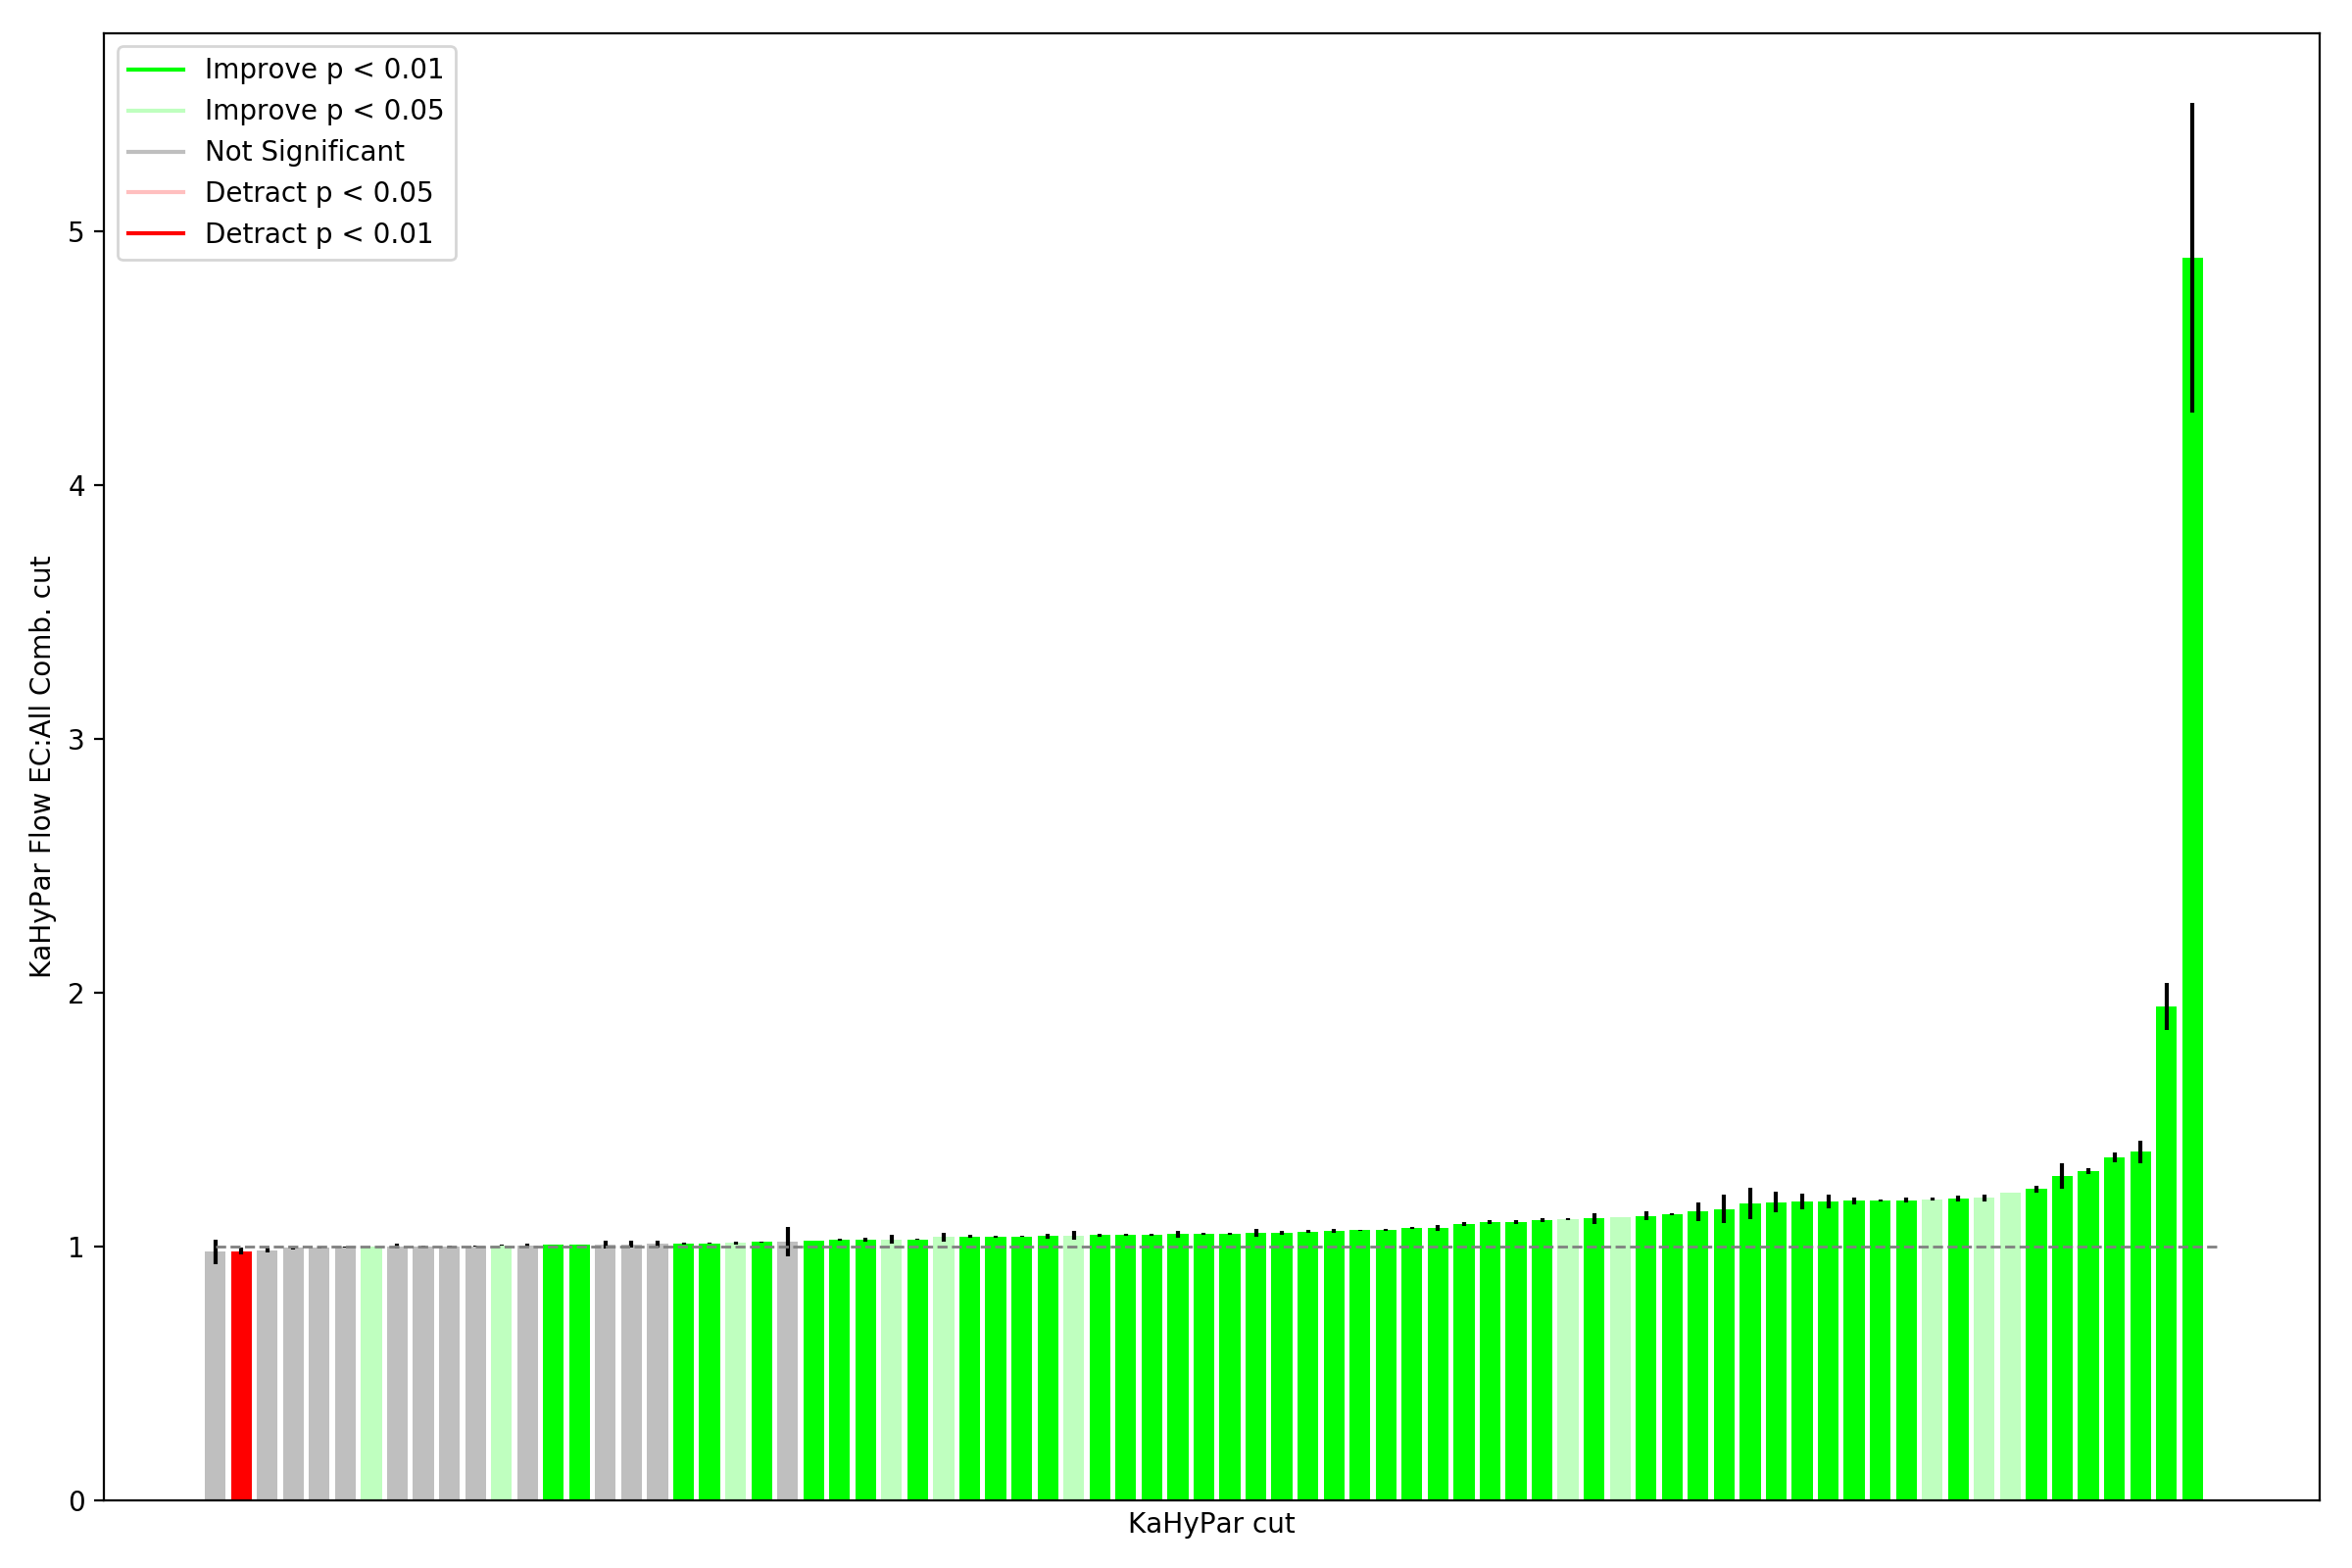 Improve p < 0.01
Improve p < 0.05
Not Significant
Detract p < 0.05
Detract p < 0.01
KaHyPar Flow EC:All Comb. cut
5
4
3
2
1
0
KaHyPar cut